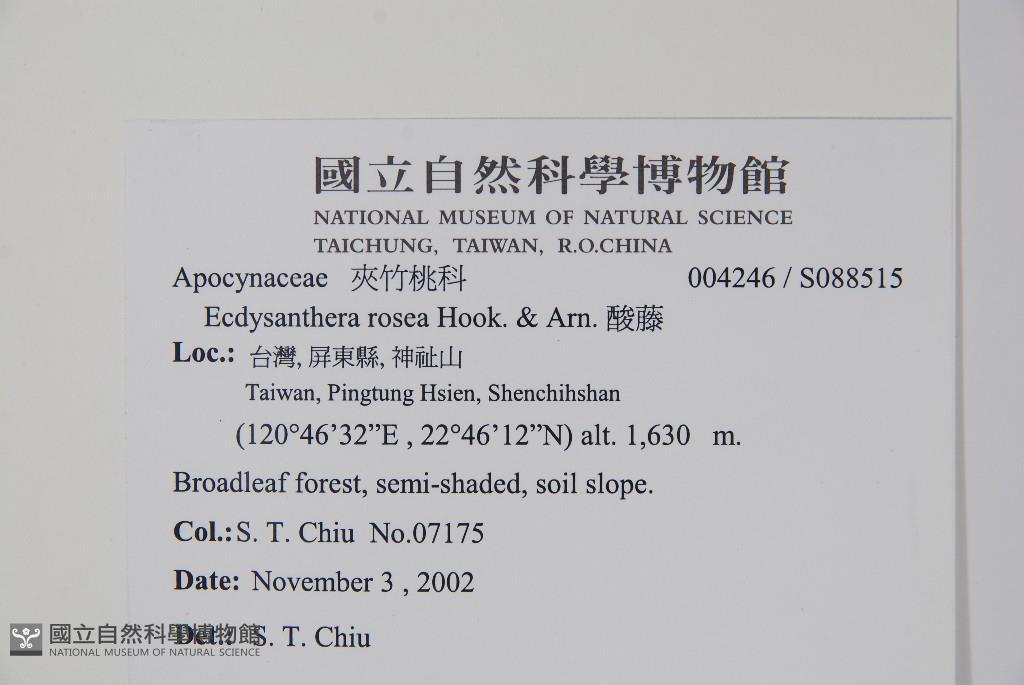 國立自然科學博物館
NATIONAL MUSEUM OF NATURAL SCIENCE
TAICHUNG, TAIWAN, R.O.CHINA
Apocynaceae 夾竹桃科 004246 / S088515
Ecdysanthera rosea Hook. & Arn. 酸藤
Loc.: 台灣, 屏東縣, 神祉山
Taiwan, Pingtung Hsien, Shenchihshan
(120°46’32”E , 22°46’12”N) alt. 1,630 m.
Broadleaf forest, semi-shaded, soil slope.
Col.: S. T. Chiu No.07175
Date: November 3 , 2002
Det.: S. T. Chiu
國立自然科學博物館
NATIONAL MUSEUM OF NATURAL SCIENCE